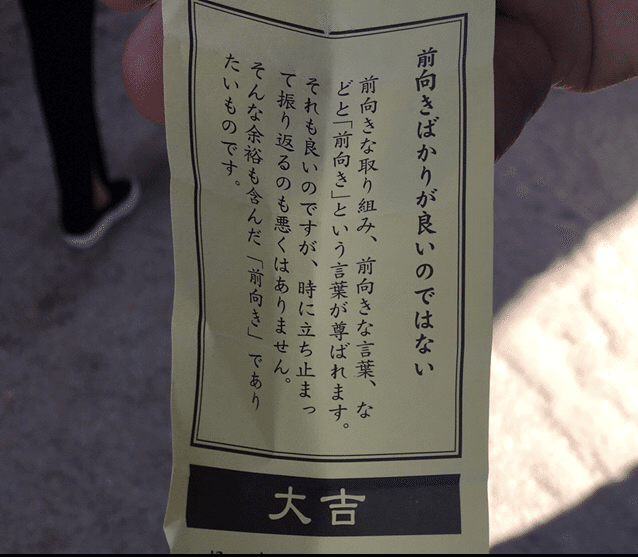 前向きばかりが良いのではない
前向きな取り組み、前向きな言葉、な
どと「前向き」という言葉が尊ばれます。
それも良いのですが、時に立ち止まっ
て振り返るのも悪くはありません。
そんな余裕も含んだ「前向き」であり
たいものです。
大吉